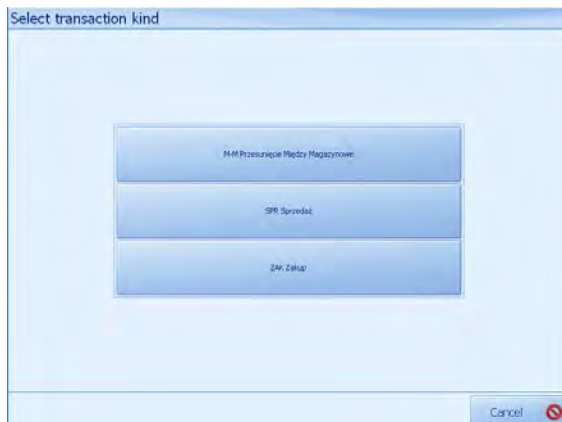 Select transaction kind
M-M Przesunięcie Między Magazynowe
SPR Sprzedaż
ZAK Zakup
Cancel